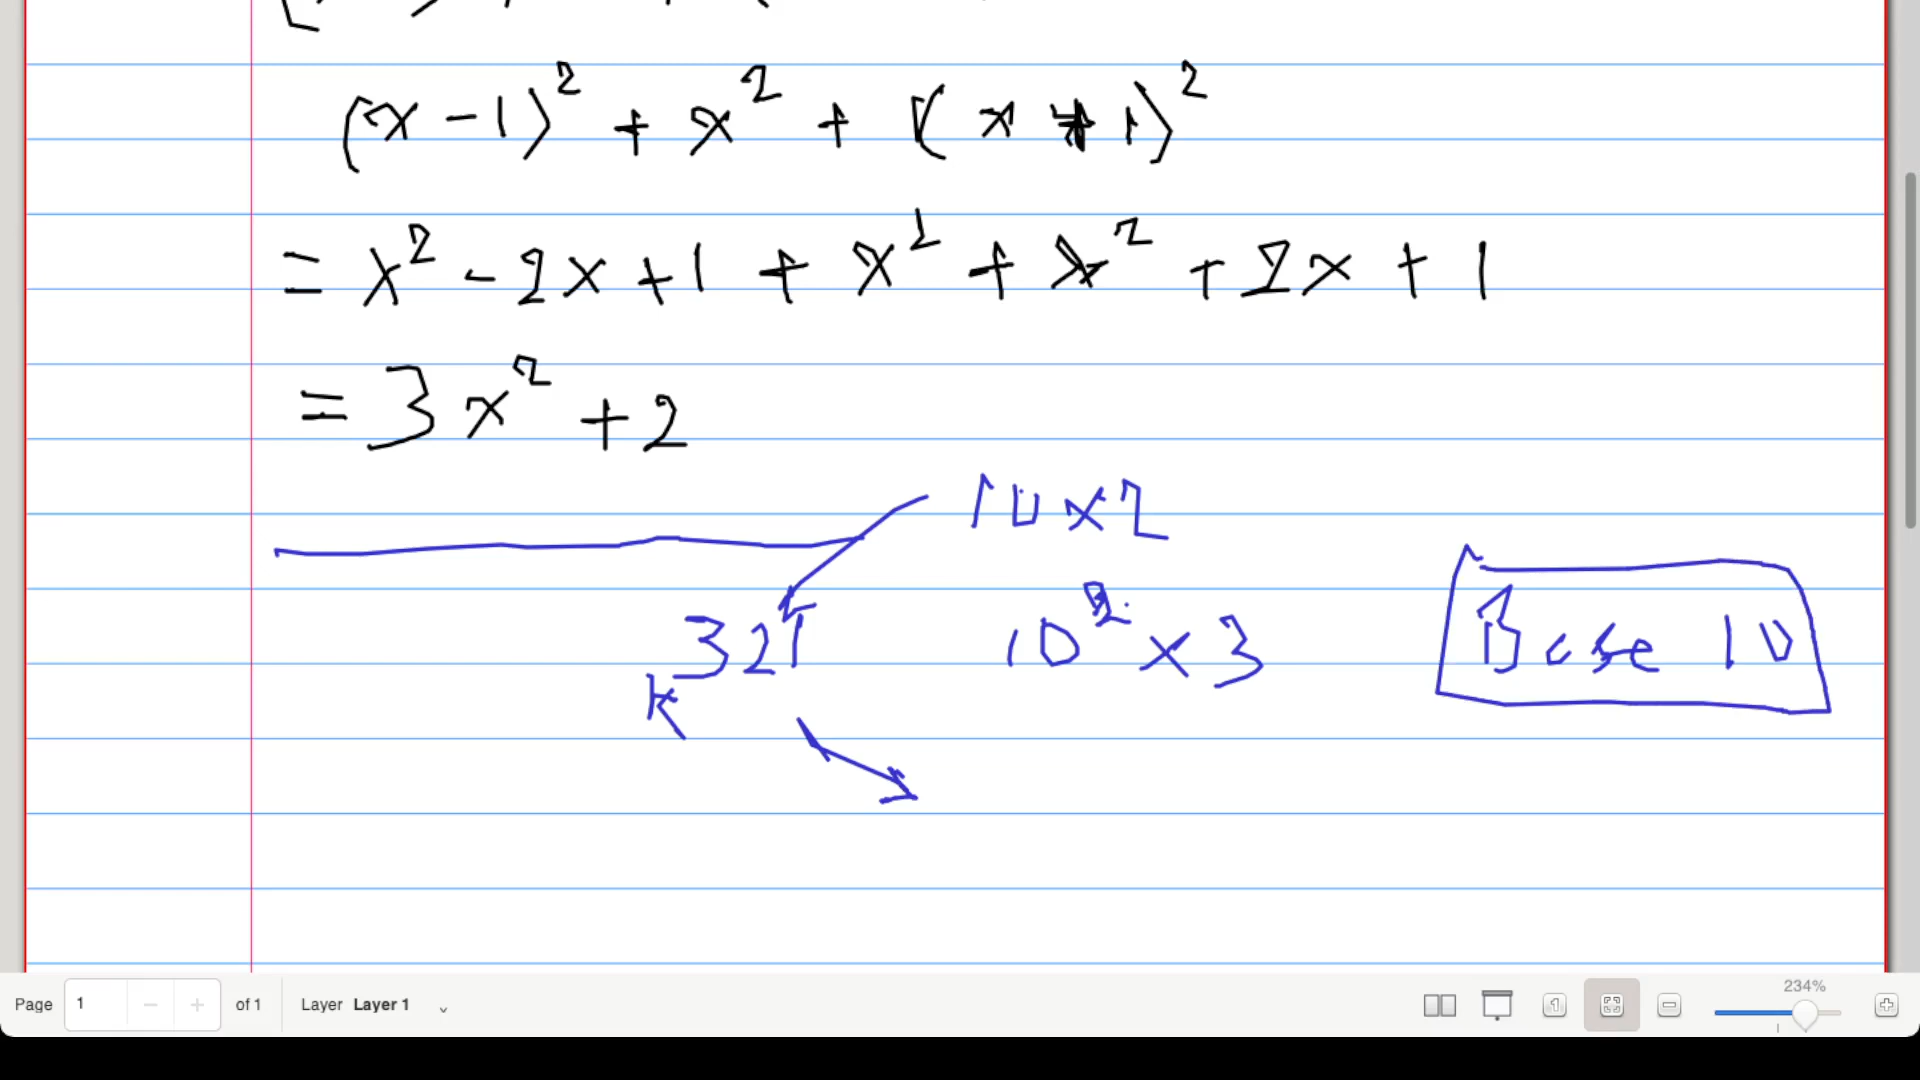 (x - 1)² + x² + (x + 1)²
= x² - 2x + 1 + x² + x² + 2x + 1
= 3x² + 2
10 x 2
321
10² x 3
Base 10
Page 1 of 1 Layer Layer 1
234%